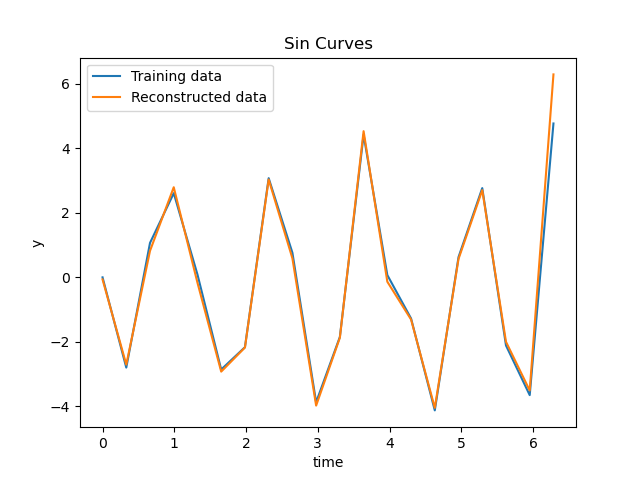 Sin Curves
Training data
Reconstructed data
6
4
2
0
−2
−4
y
0 1 2 3 4 5 6
time